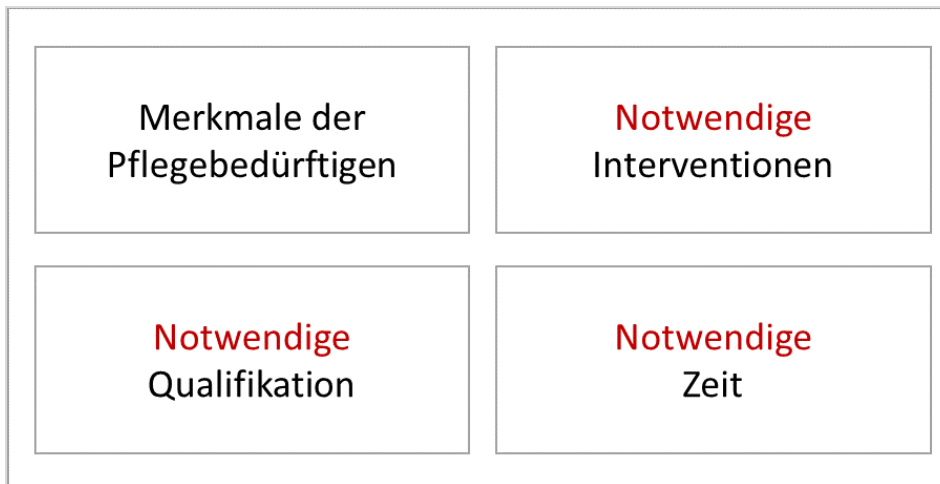 Merkmale der
Pflegebedürftigen
Notwendige
Interventionen
Notwendige
Qualifikation
Notwendige
Zeit